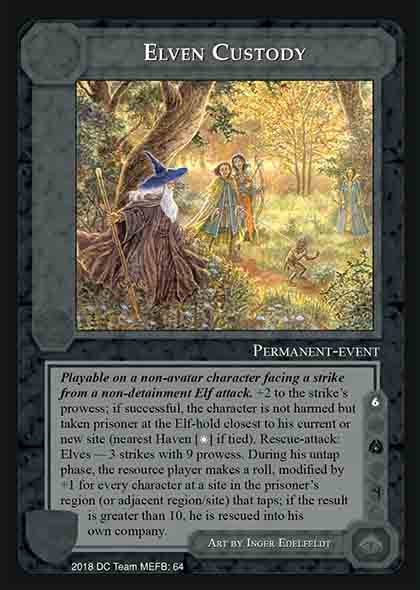 Elven Custody
Permanent-event
Playable on a non-avatar character facing a strike
from a non-detainment Elf attack. +2 to the strike's
prowess; if successful, the character is not harmed but
taken prisoner at the Elf-hold closest to his current or
new site (nearest Haven [☀] if tied). Rescue-attack:
Elves — 3 strikes with 9 prowess. During his untap
phase, the resource player makes a roll, modified by
+1 for every character at a site in the prisoner's
region (or adjacent region/site) that taps; if the result
is greater than 10, he is rescued into his
own company.
6
Art by Inger Edelfeldt
2018 DC Team MEFB: 64